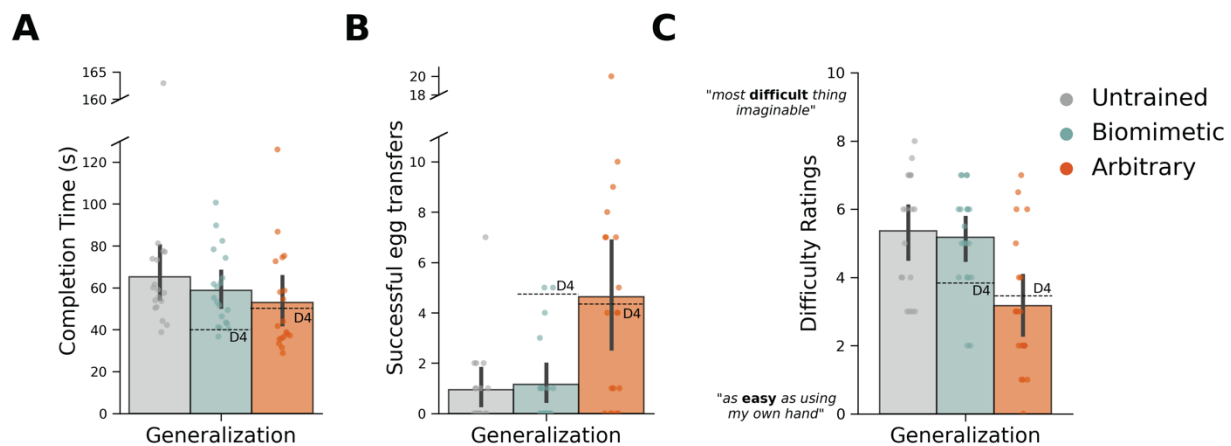 A
B
C
165
160
120
100
80
60
40
20
0
Completion Time (s)
D4
D4
Generalization
20
18
10
8
6
4
2
0
Successful egg transfers
D4
D4
Generalization
10
8
6
4
2
0
Difficulty Ratings
"most difficult thing
imaginable"
"as easy as using
my own hand"
D4
D4
Generalization
Untrained
Biomimetic
Arbitrary